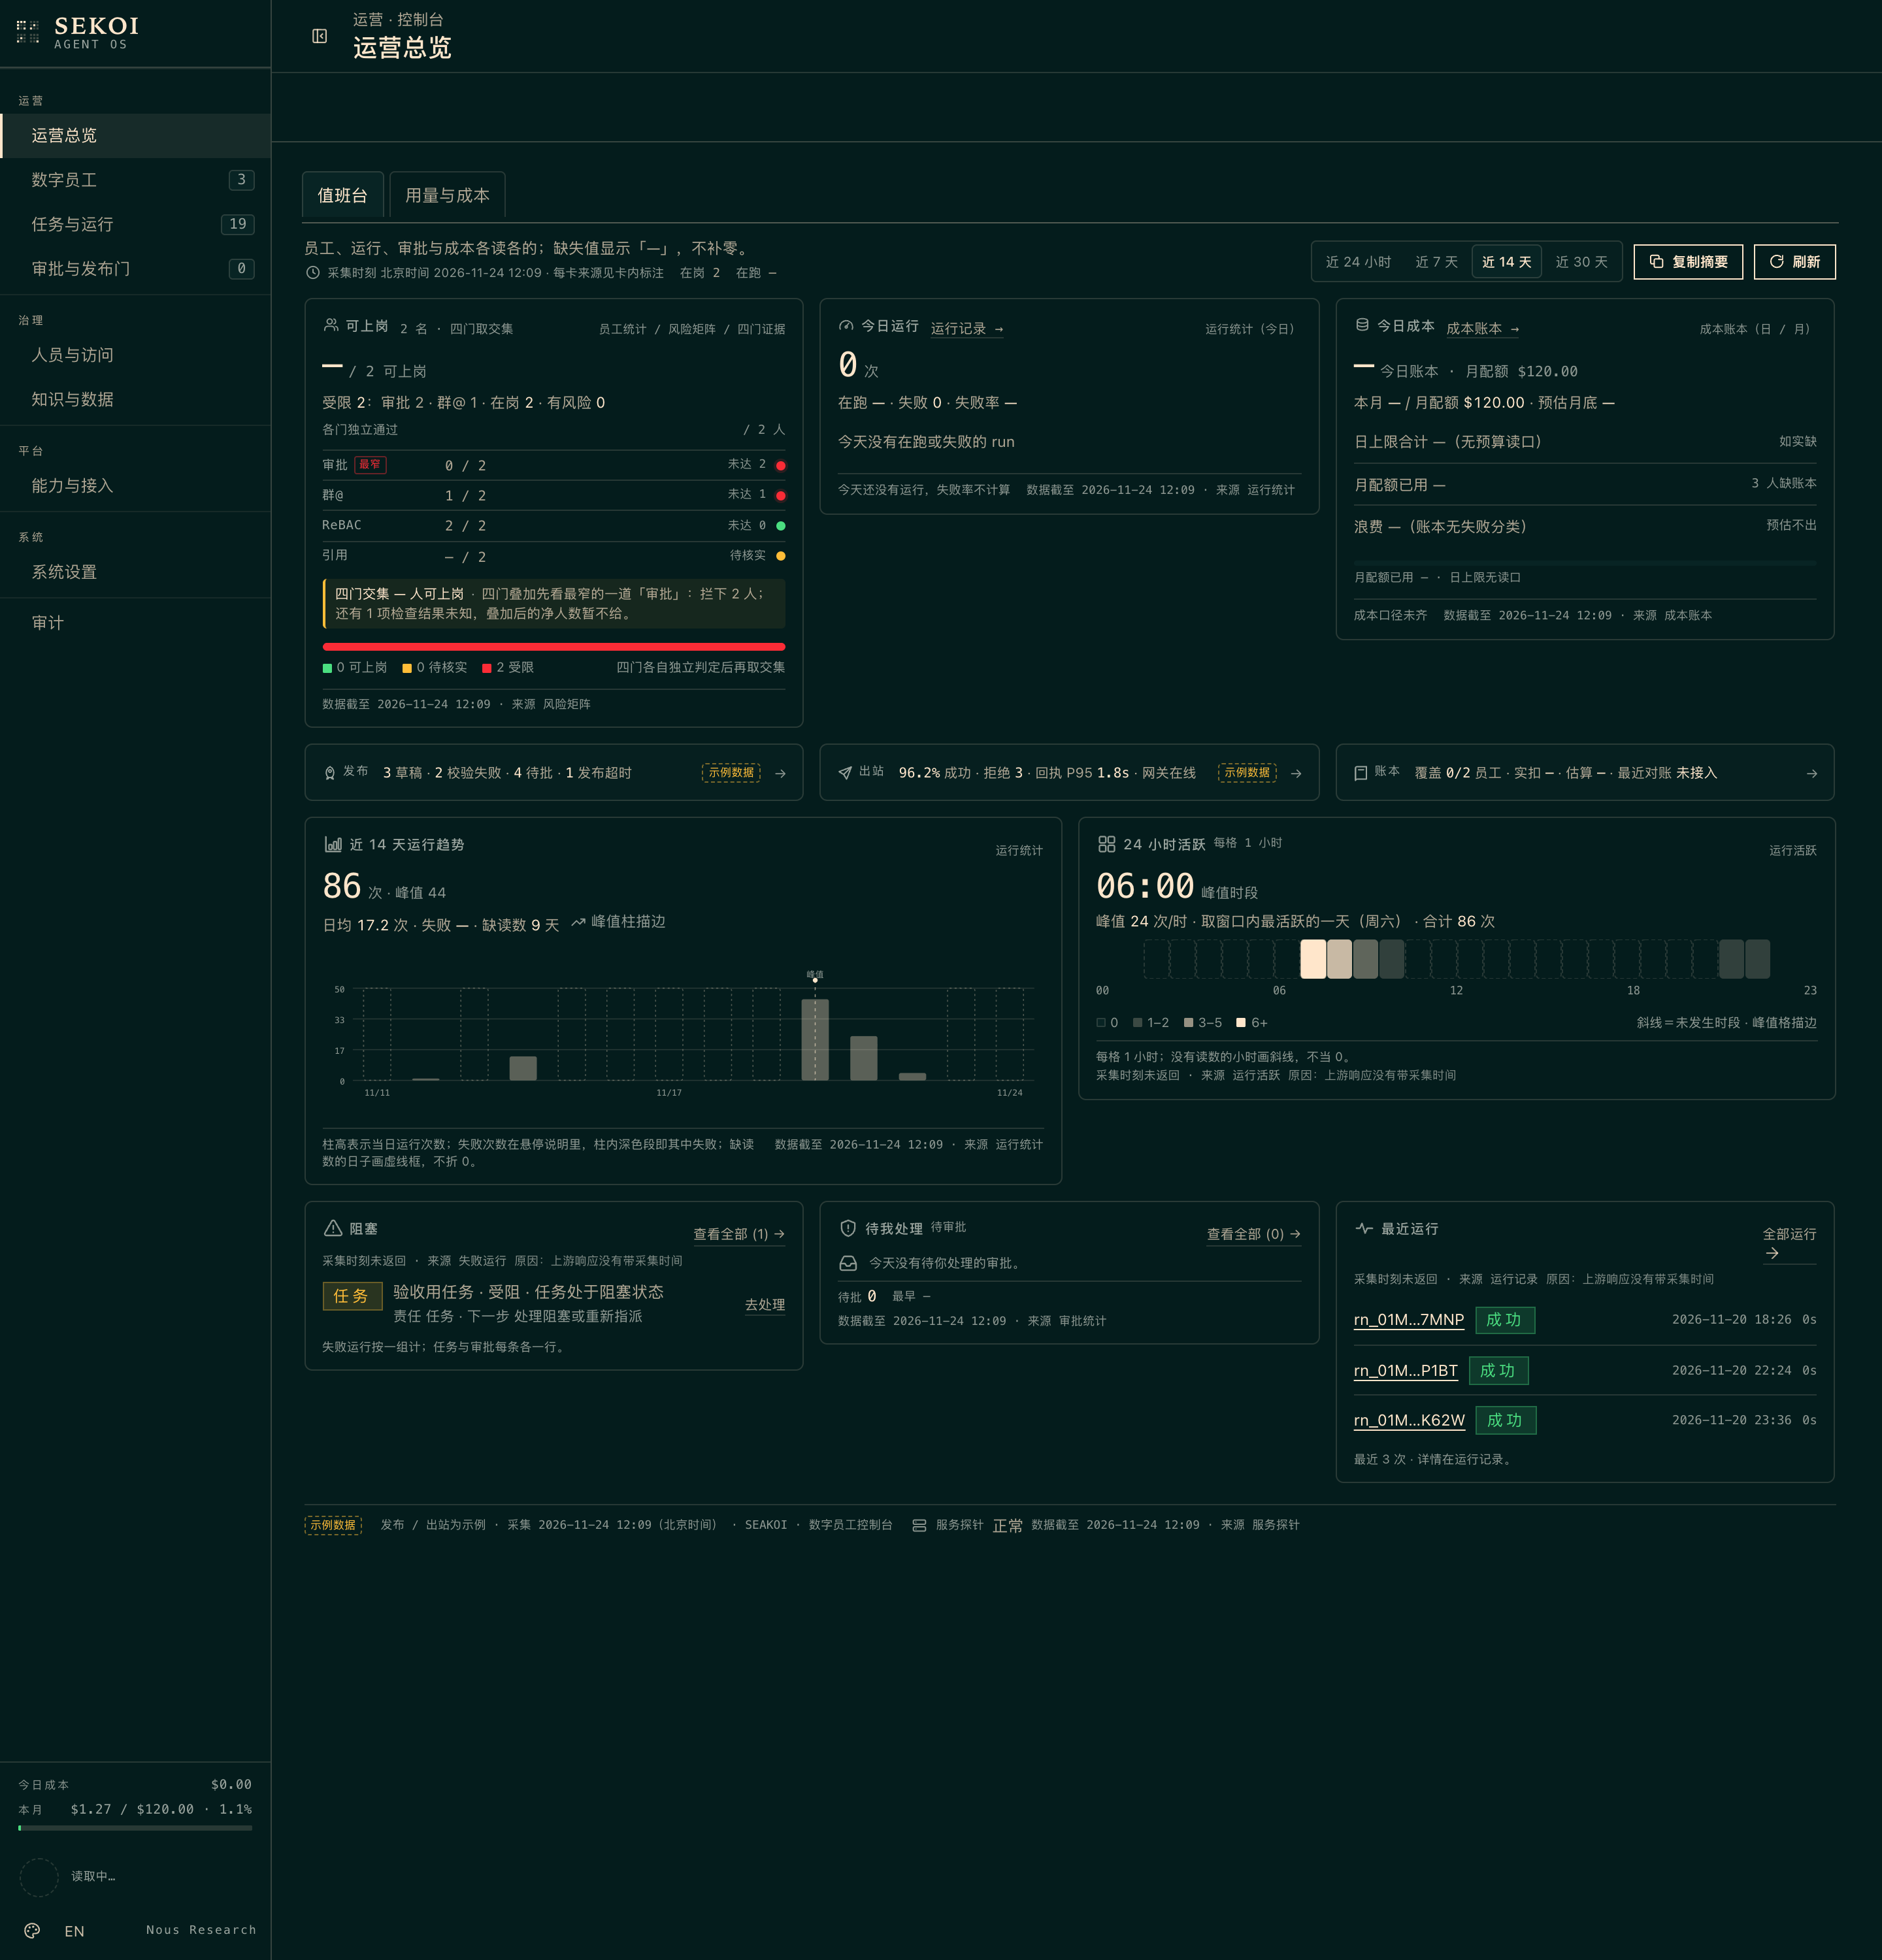 SEKOI
AGENT OS
运营
运营总览
数字员工 3
任务与运行 19
审批与发布门 0
治理
人员与访问
知识与数据
平台
能力与接入
系统
系统设置
审计
今日成本 $0.00
本月 $1.27 / $120.00 · 1.1%
读取中…
EN Nous Research
运营 · 控制台
运营总览
值班台 用量与成本
员工、运行、审批与成本各读各的；缺失值显示「—」，不补零。
采集时刻 北京时间 2026-11-24 12:09 · 每卡来源见卡内标注 在岗 2 在跑 —
近 24 小时 近 7 天 近 14 天 近 30 天 复制摘要 刷新
可上岗 2 名 · 四门取交集 员工统计 / 风险矩阵 / 四门证据
— / 2 可上岗
受限 2：审批 2 · 群@ 1 · 在岗 2 · 有风险 0
各门独立通过 / 2 人
审批 最窄 0 / 2 未达 2
群@ 1 / 2 未达 1
ReBAC 2 / 2 未达 0
引用 — / 2 待核实
四门交集 — 人可上岗 · 四门叠加先看最窄的一道「审批」：拦下 2 人；
还有 1 项检查结果未知，叠加后的净人数暂不给。
0 可上岗 0 待核实 2 受限 四门各自独立判定后再取交集
数据截至 2026-11-24 12:09 · 来源 风险矩阵
今日运行 运行记录 → 运行统计（今日）
0 次
在跑 — · 失败 0 · 失败率 —
今天没有在跑或失败的 run
今天还没有运行，失败率不计算 数据截至 2026-11-24 12:09 · 来源 运行统计
今日成本 成本账本 → 成本账本（日 / 月）
— 今日账本 · 月配额 $120.00
本月 — / 月配额 $120.00 · 预估月底 —
日上限合计 —（无预算读口） 如实缺
月配额已用 — 3 人缺账本
浪费 —（账本无失败分类） 预估不出
月配额已用 — · 日上限无读口
成本口径未齐 数据截至 2026-11-24 12:09 · 来源 成本账本
发布 3 草稿 · 2 校验失败 · 4 待批 · 1 发布超时 示例数据 →
出站 96.2% 成功 · 拒绝 3 · 回执 P95 1.8s · 网关在线 示例数据 →
账本 覆盖 0/2 员工 · 实扣 — · 估算 — · 最近对账 未接入 →
近 14 天运行趋势 运行统计
86 次 · 峰值 44
日均 17.2 次 · 失败 — · 缺读数 9 天 峰值柱描边
峰值
50
33
17
0
11/11 11/17 11/24
柱高表示当日运行次数；失败次数在悬停说明里，柱内深色段即其中失败；缺读 数据截至 2026-11-24 12:09 · 来源 运行统计
数的日子画虚线框，不折 0。
24 小时活跃 每格 1 小时 运行活跃
06:00 峰值时段
峰值 24 次/时 · 取窗口内最活跃的一天（周六） · 合计 86 次
00 06 12 18 23
0 1–2 3–5 6+ 斜线＝未发生时段 · 峰值格描边
每格 1 小时；没有读数的小时画斜线，不当 0。
采集时刻未返回 · 来源 运行活跃 原因：上游响应没有带采集时间
阻塞 查看全部 (1) →
采集时刻未返回 · 来源 失败运行 原因：上游响应没有带采集时间
任务 验收用任务 · 受阻 · 任务处于阻塞状态
责任 任务 · 下一步 处理阻塞或重新指派 去处理
失败运行按一组计；任务与审批每条各一行。
待我处理 待审批 查看全部 (0) →
今天没有待你处理的审批。
待批 0 最早 —
数据截至 2026-11-24 12:09 · 来源 审批统计
最近运行 全部运行
→
采集时刻未返回 · 来源 运行记录 原因：上游响应没有带采集时间
rn_01M…7MNP 成功 2026-11-20 18:26 0s
rn_01M…P1BT 成功 2026-11-20 22:24 0s
rn_01M…K62W 成功 2026-11-20 23:36 0s
最近 3 次 · 详情在运行记录。
示例数据 发布 / 出站为示例 · 采集 2026-11-24 12:09（北京时间） · SEAKOI · 数字员工控制台 服务探针 正常 数据截至 2026-11-24 12:09 · 来源 服务探针